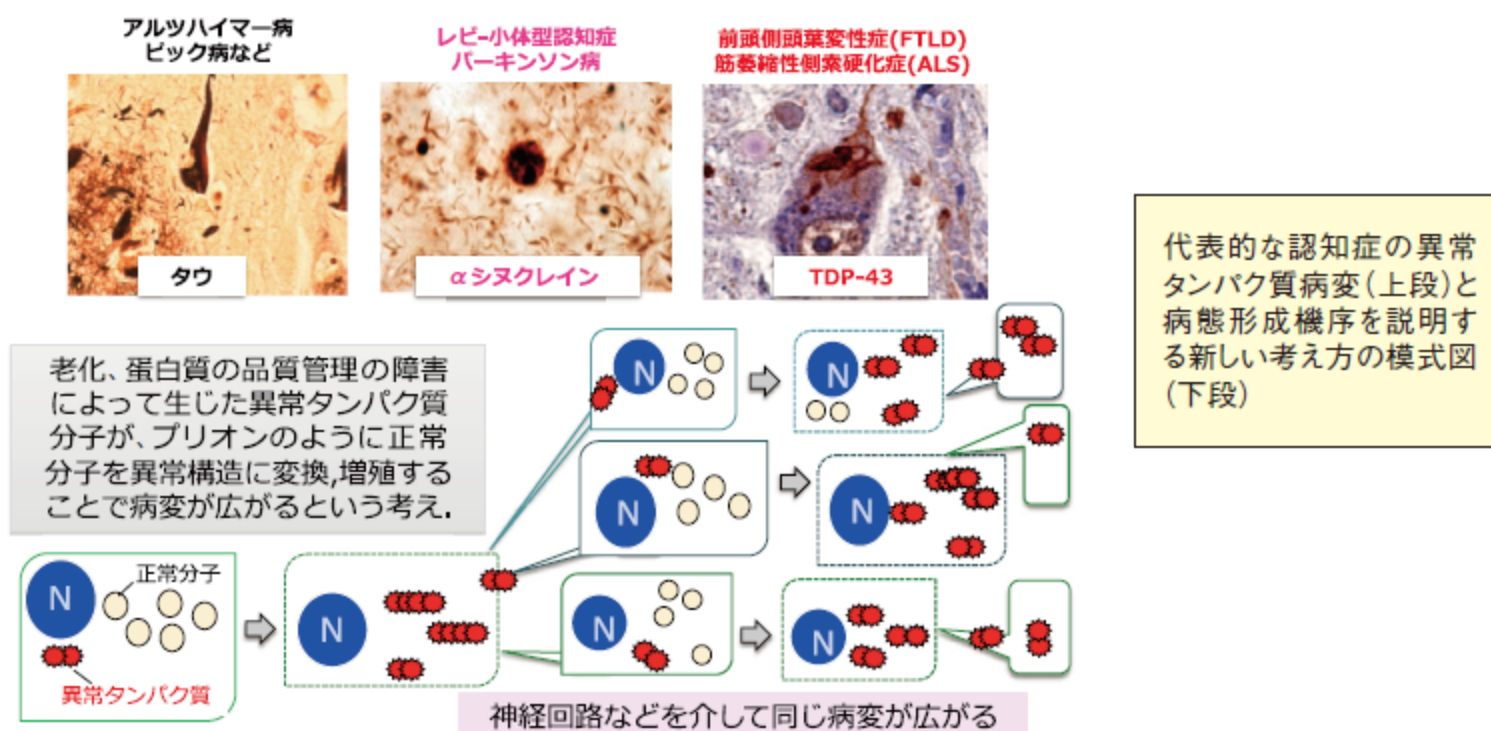 アルツハイマー病
ピック病など
レビー小体型認知症
パーキンソン病
前頭側頭葉変性症(FTLD)
筋萎縮性側索硬化症(ALS)
タウ
αシヌクレイン
TDP-43
代表的な認知症の異常
タンパク質病変(上段)と
病態形成機序を説明す
る新しい考え方の模式図
(下段)
老化、蛋白質の品質管理の障害
によって生じた異常タンパク質
分子が、プリオンのように正常
分子を異常構造に変換,増殖する
ことで病変が広がるという考え.
N
正常分子
異常タンパク質
N
N
N
N
N
N
N
神経回路などを介して同じ病変が広がる